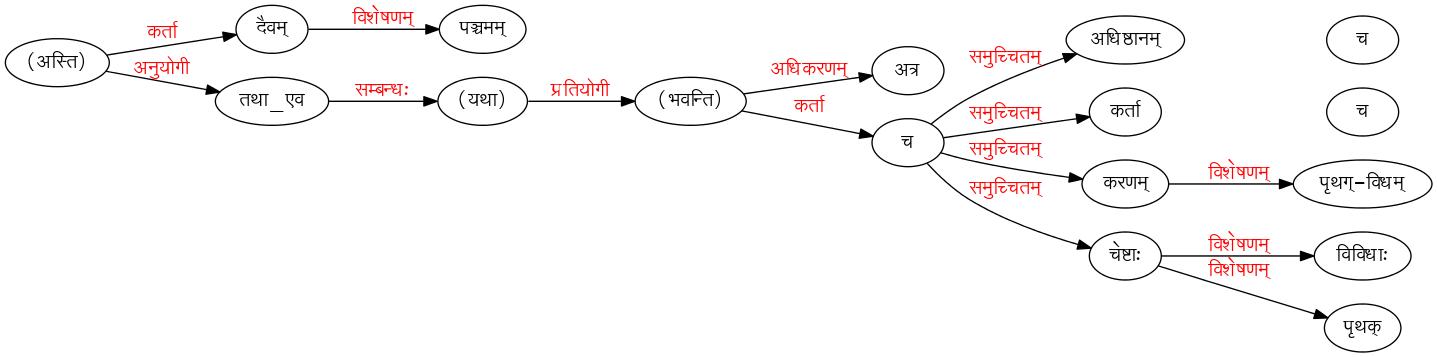 (अस्ति)
कर्ता
दैवम्
विशेषणम्
पञ्चमम्
अनुयोगी
तथा_एव
सम्बन्धः
(यथा)
प्रतियोगी
(भवन्ति)
अधिकरणम्
अत्र
कर्ता
च
समुच्चितम्
अधिष्ठानम्
च
समुच्चितम्
कर्ता
च
समुच्चितम्
करणम्
विशेषणम्
पृथग्-विधम्
समुच्चितम्
चेष्टाः
विशेषणम्
विविधाः
विशेषणम्
पृथक्